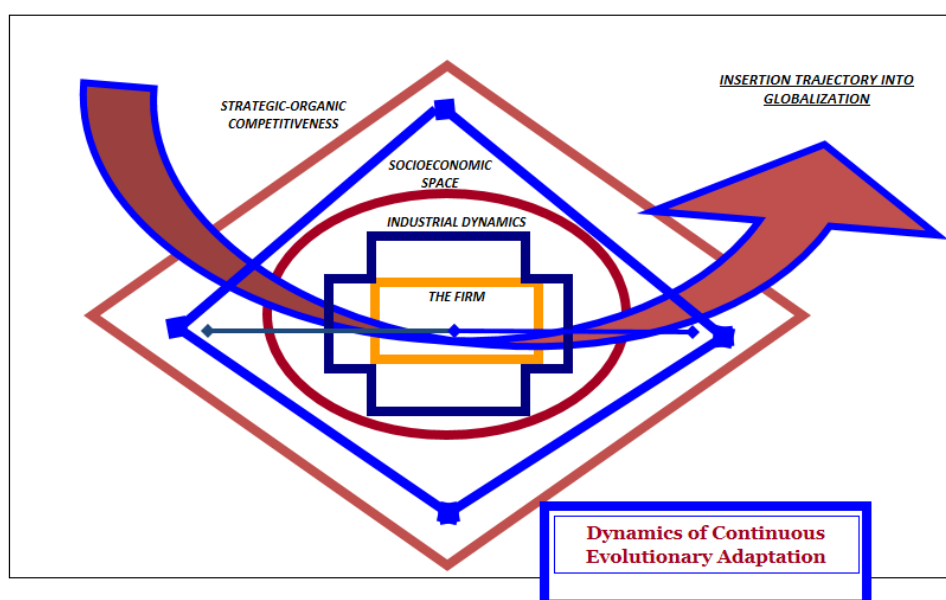 INSERTION TRAJECTORY INTO
GLOBALIZATION
STRATEGIC-ORGANIC
COMPETITIVENESS
SOCIOECONOMIC
SPACE
INDUSTRIAL DYNAMICS
THE FIRM
Dynamics of Continuous
Evolutionary Adaptation